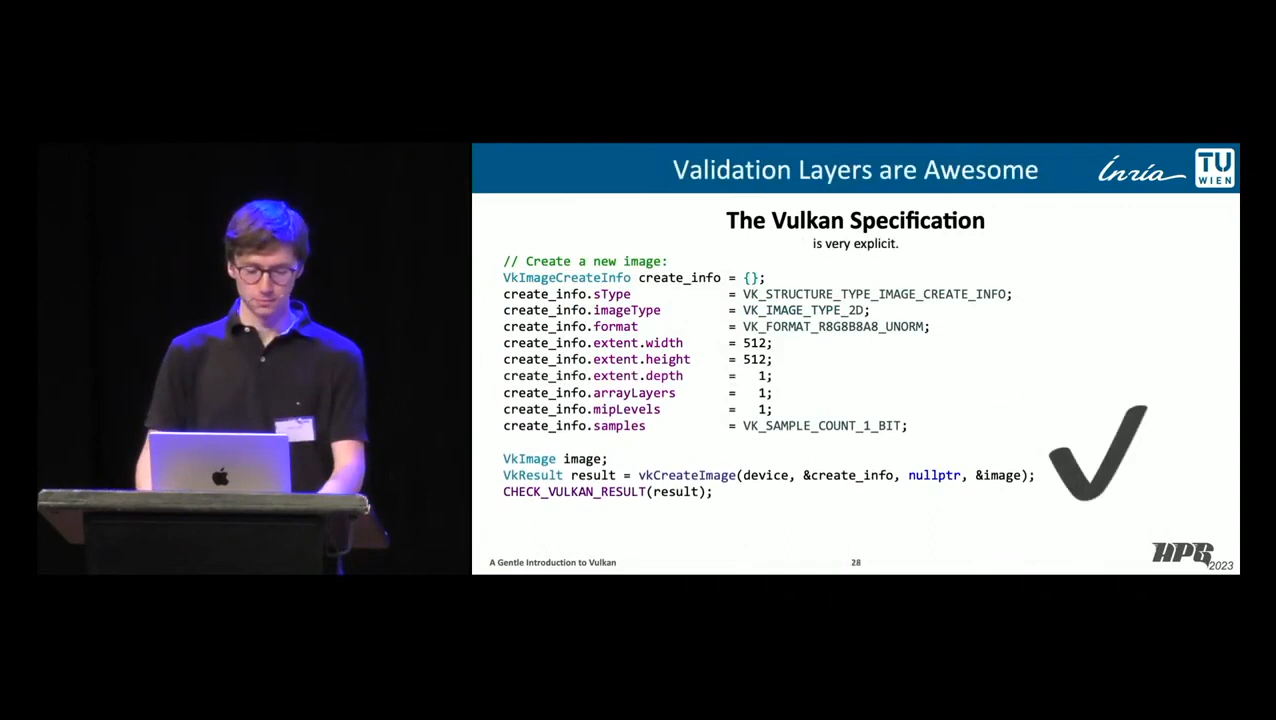 Validation Layers are Awesome
Inria
TU
WIEN
The Vulkan Specification
is very explicit.
// Create a new image:
VkImageCreateInfo create_info = {};
create_info.sType = VK_STRUCTURE_TYPE_IMAGE_CREATE_INFO;
create_info.imageType = VK_IMAGE_TYPE_2D;
create_info.format = VK_FORMAT_R8G8B8A8_UNORM;
create_info.extent.width = 512;
create_info.extent.height = 512;
create_info.extent.depth = 1;
create_info.arrayLayers = 1;
create_info.mipLevels = 1;
create_info.samples = VK_SAMPLE_COUNT_1_BIT;
VkImage image;
VkResult result = vkCreateImage(device, &create_info, nullptr, &image);
CHECK_VULKAN_RESULT(result);
A Gentle Introduction to Vulkan
28
HPG
2023